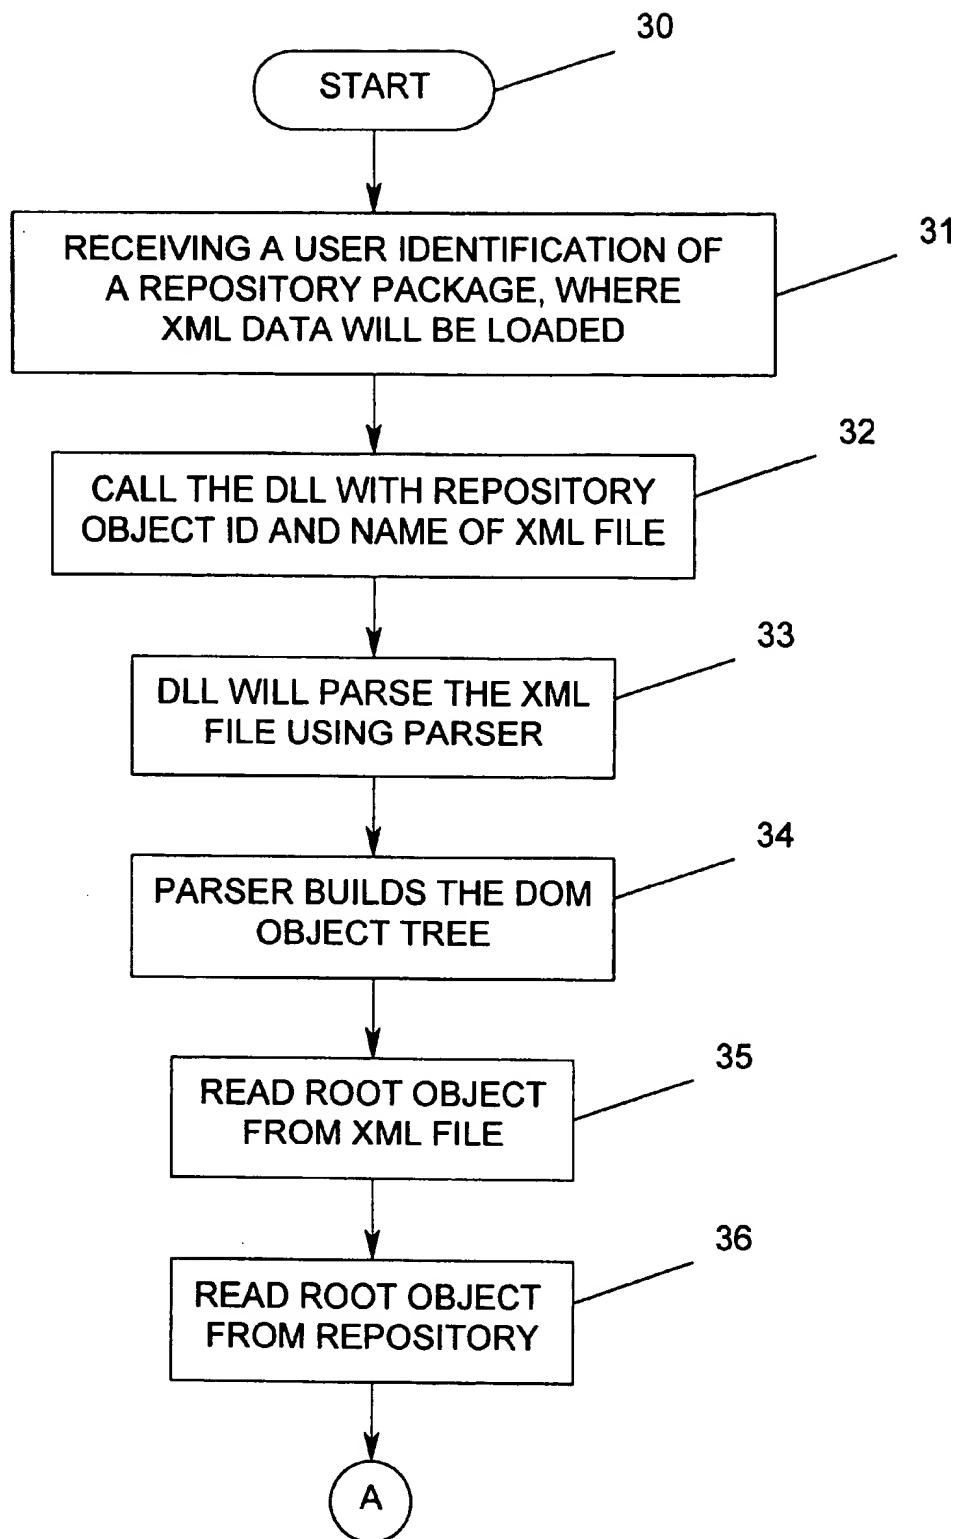 30
START
31
RECEIVING A USER IDENTIFICATION OF
A REPOSITORY PACKAGE, WHERE
XML DATA WILL BE LOADED
32
CALL THE DLL WITH REPOSITORY
OBJECT ID AND NAME OF XML FILE
33
DLL WILL PARSE THE XML
FILE USING PARSER
34
PARSER BUILDS THE DOM
OBJECT TREE
35
READ ROOT OBJECT
FROM XML FILE
36
READ ROOT OBJECT
FROM REPOSITORY
A